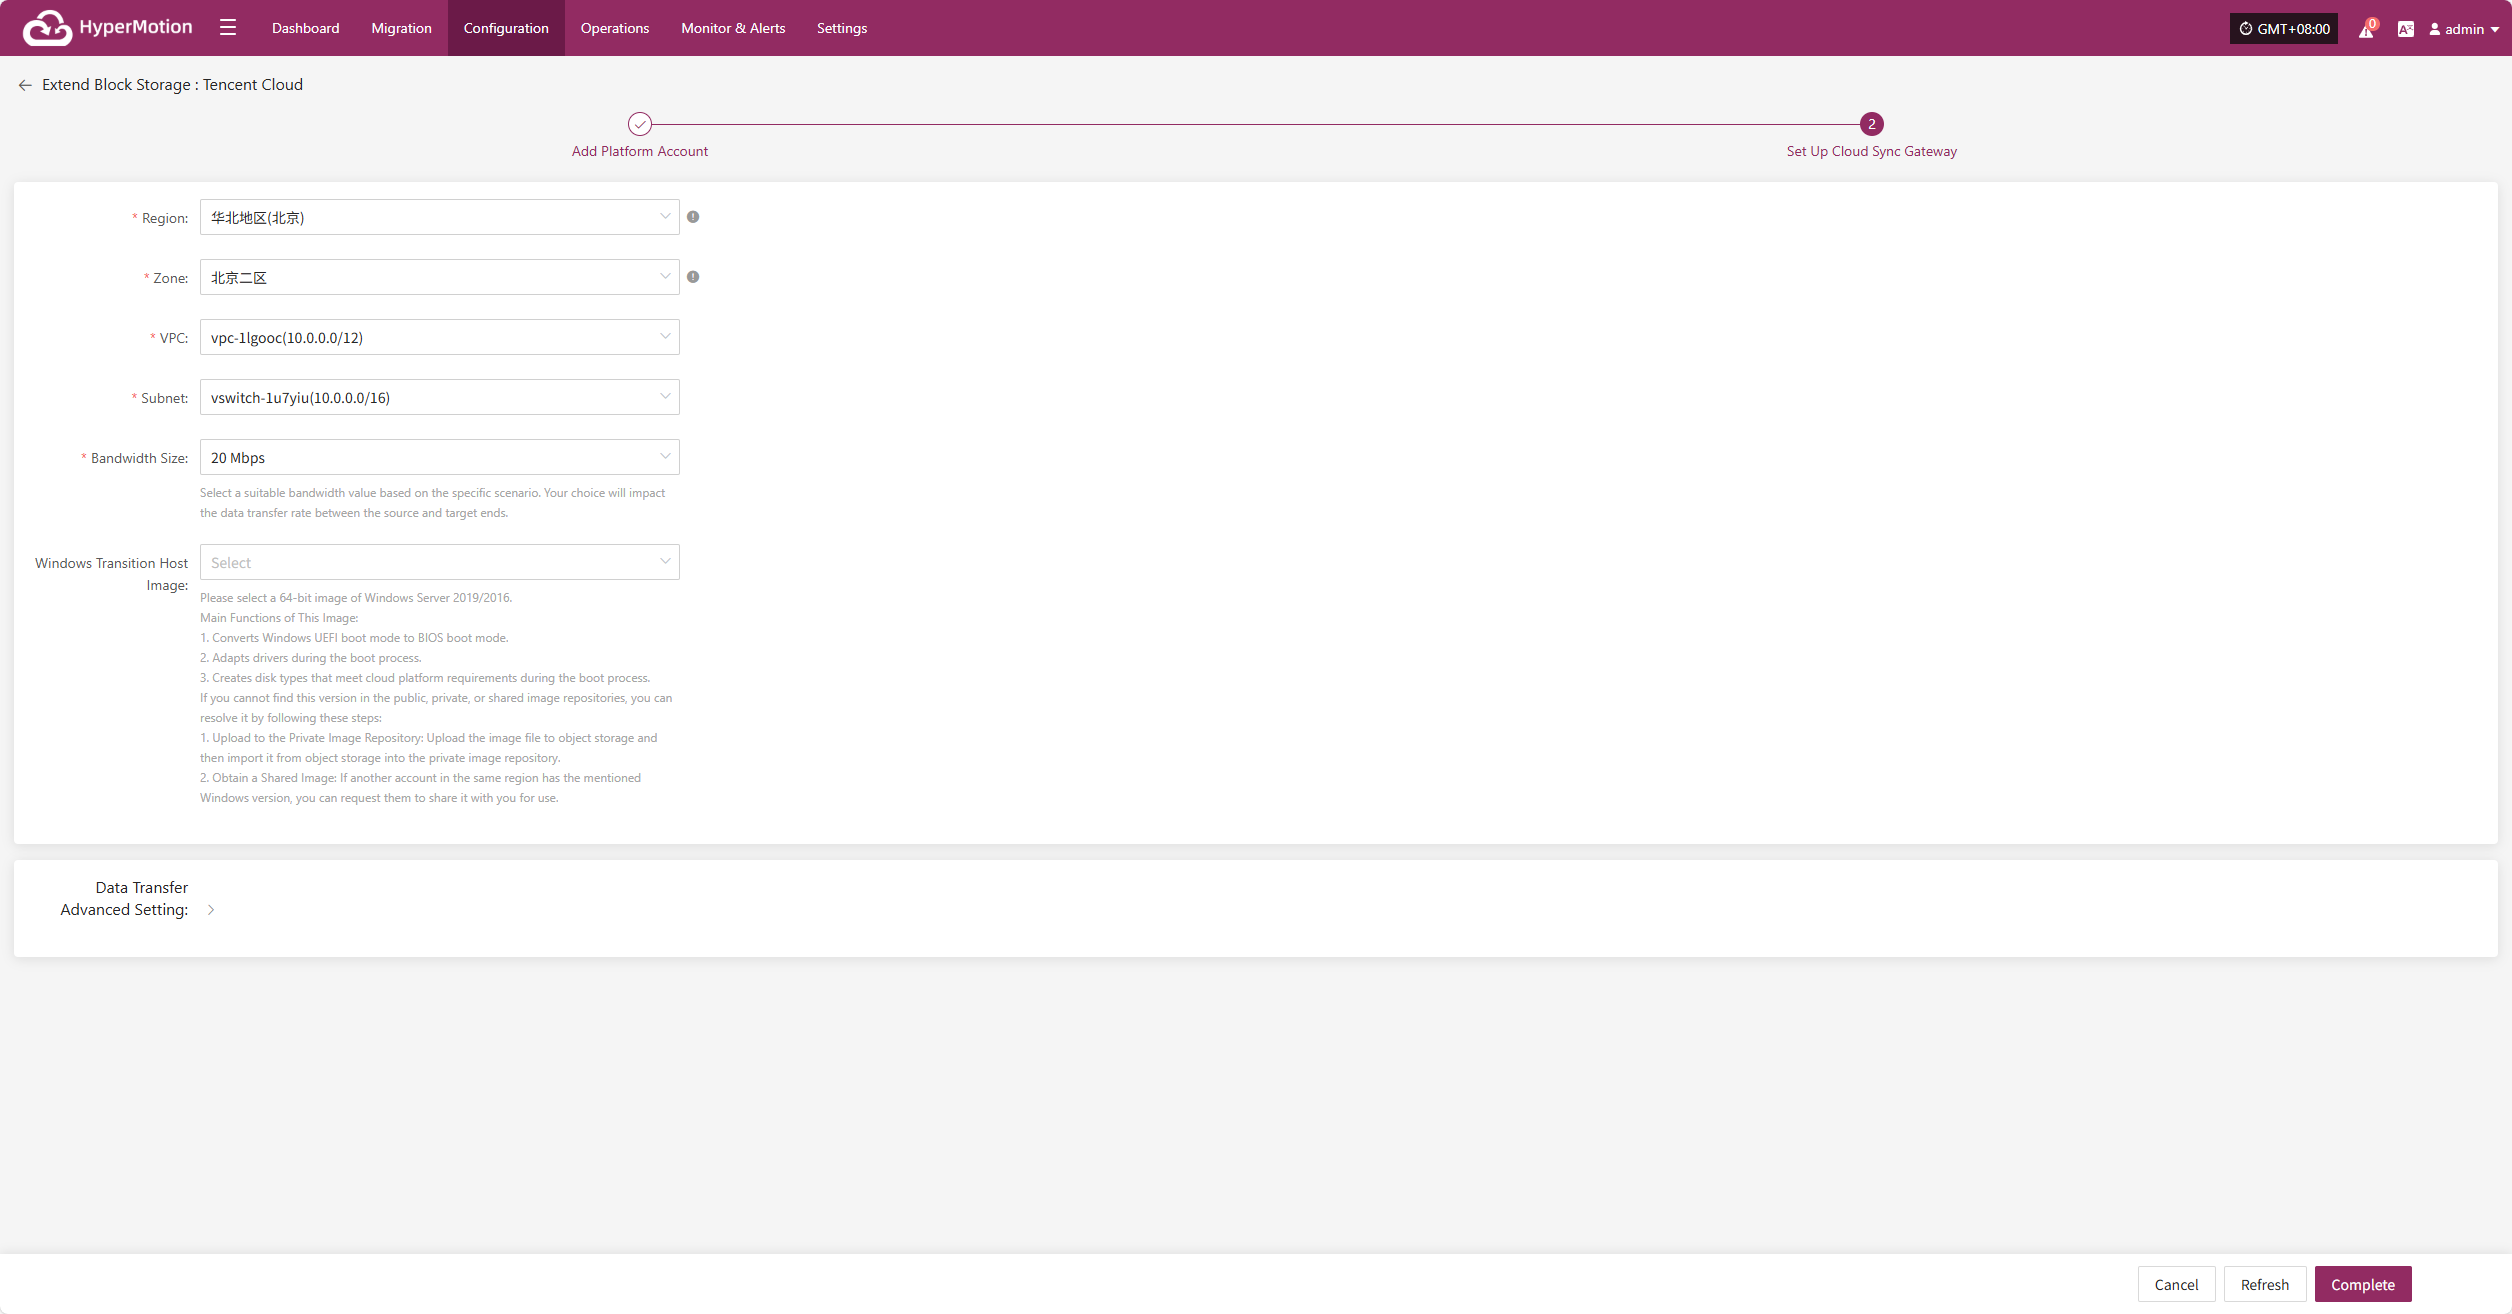 HyperMotion
Dashboard
Migration
Configuration
Operations
Monitor & Alerts
Settings
GMT+08:00
0
admin
Extend Block Storage : Tencent Cloud
2
Add Platform Account
Set Up Cloud Sync Gateway
* Region:
华北地区(北京)
* Zone:
北京二区
* VPC:
vpc-1lgooc(10.0.0.0/12)
* Subnet:
vswitch-1u7yiu(10.0.0.0/16)
* Bandwidth Size:
20 Mbps
Select a suitable bandwidth value based on the specific scenario. Your choice will impact
the data transfer rate between the source and target ends.
Windows Transition Host
Image:
Select
Please select a 64-bit image of Windows Server 2019/2016.
Main Functions of This Image:
1. Converts Windows UEFI boot mode to BIOS boot mode.
2. Adapts drivers during the boot process.
3. Creates disk types that meet cloud platform requirements during the boot process.
If you cannot find this version in the public, private, or shared image repositories, you can
resolve it by following these steps:
1. Upload to the Private Image Repository: Upload the image file to object storage and
then import it from object storage into the private image repository.
2. Obtain a Shared Image: If another account in the same region has the mentioned
Windows version, you can request them to share it with you for use.
Data Transfer
Advanced Setting:
Cancel
Refresh
Complete